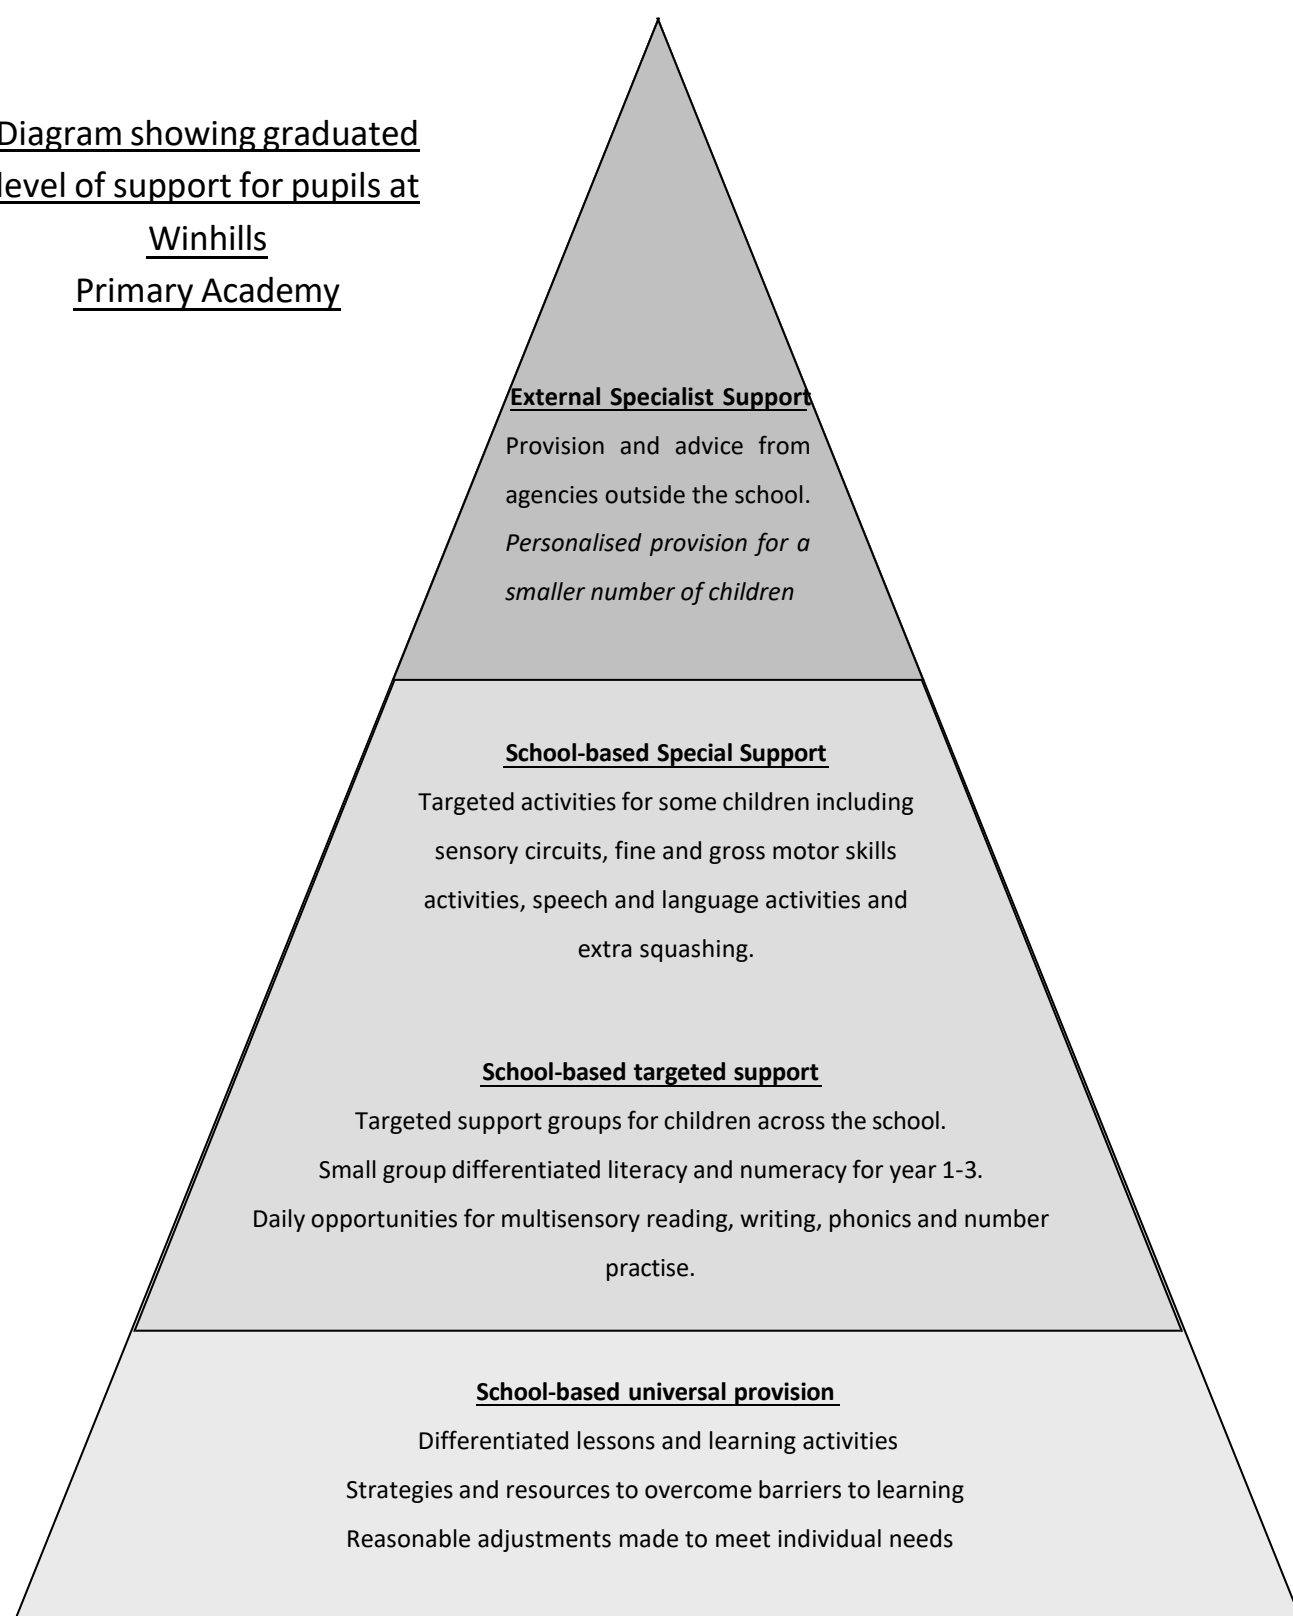 Diagram showing graduated
level of support for pupils at
Winhills
Primary Academy
External Specialist Support
Provision and advice from
agencies outside the school.
Personalised provision for a
smaller number of children
School-based Special Support
Targeted activities for some children including
sensory circuits, fine and gross motor skills
activities, speech and language activities and
extra squashing.
School-based targeted support
Targeted support groups for children across the school.
Small group differentiated literacy and numeracy for year 1-3.
Daily opportunities for multisensory reading, writing, phonics and number
practise.
School-based universal provision
Differentiated lessons and learning activities
Strategies and resources to overcome barriers to learning
Reasonable adjustments made to meet individual needs